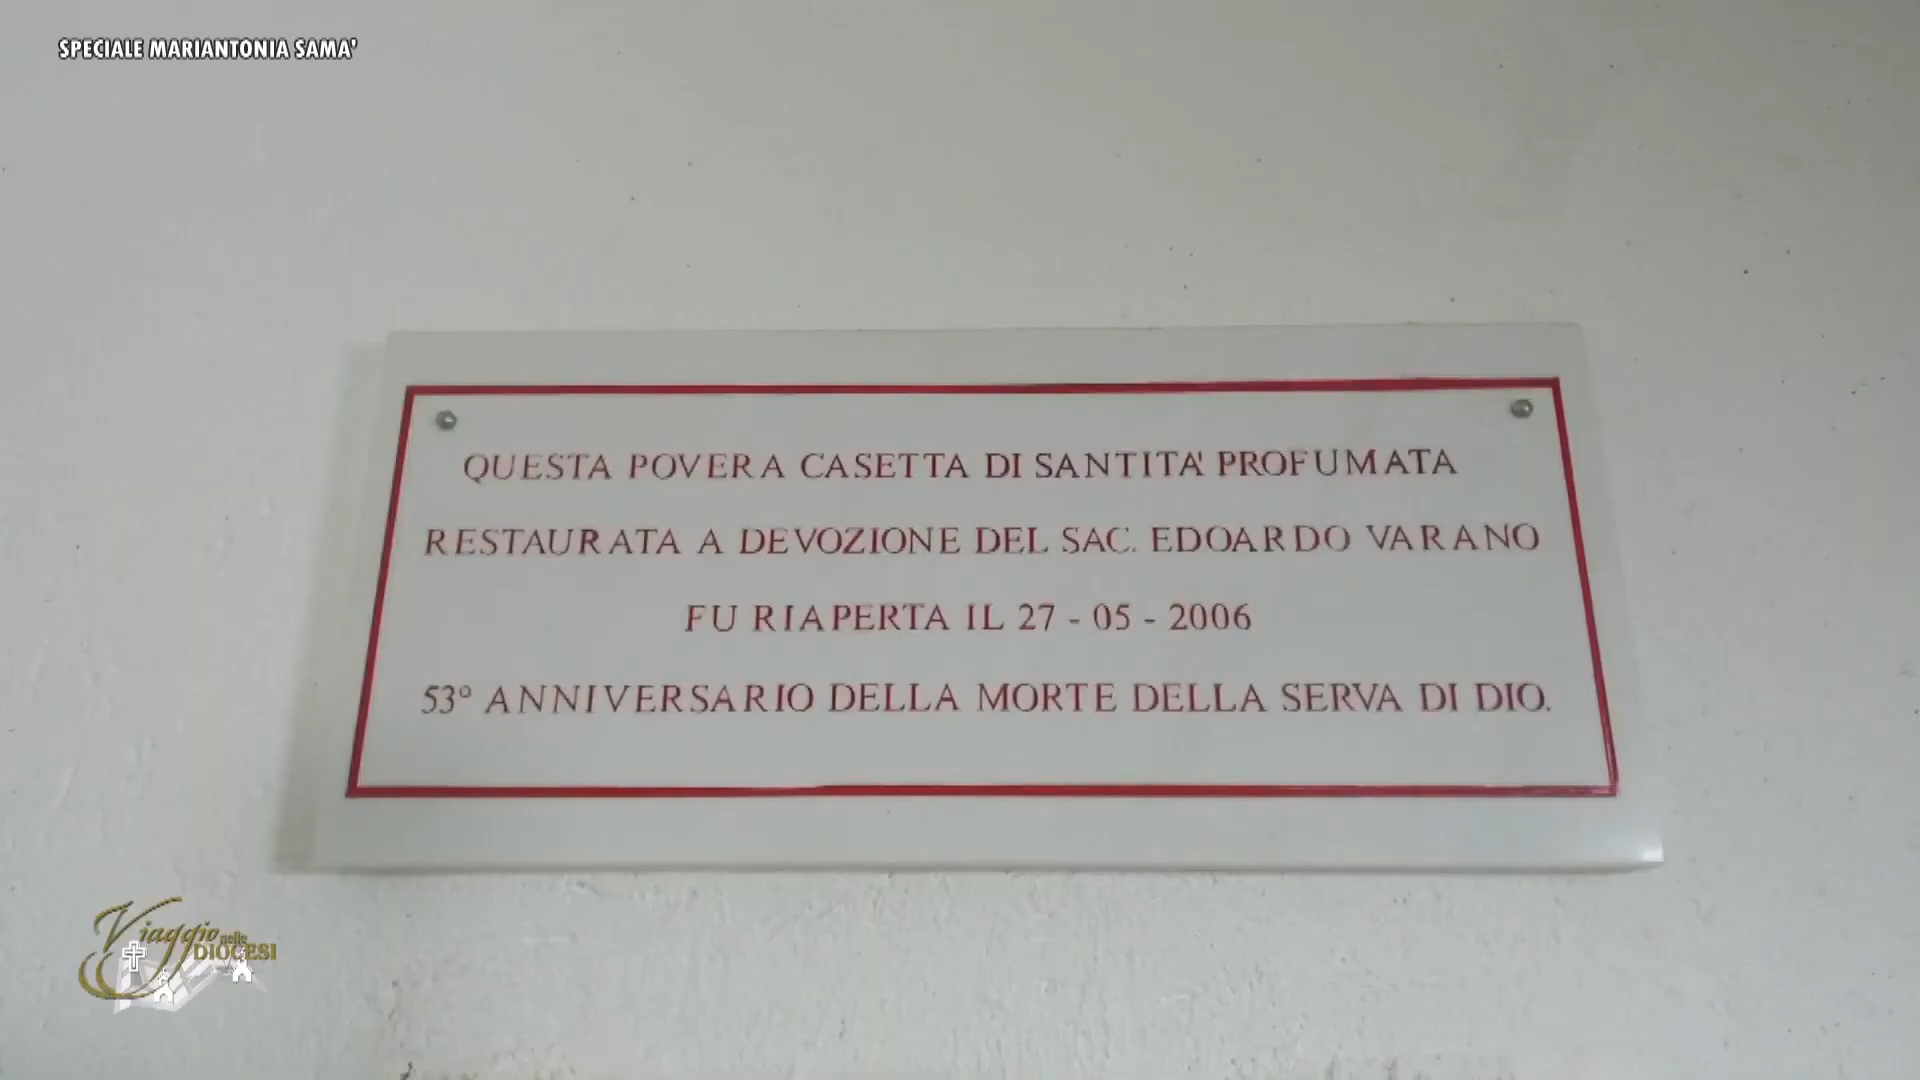 SPECIALE MARIANTONIA SAMA'
QUESTA POVERA CASETTA DI SANTITA' PROFUMATA
RESTAURATA A DEVOZIONE DEL SAC. EDOARDO VARANO
FU RIAPERTA IL 27 - 05 - 2006
53° ANNIVERSARIO DELLA MORTE DELLA SERVA DI DIO.
Viaggio nelle
DIOCESI